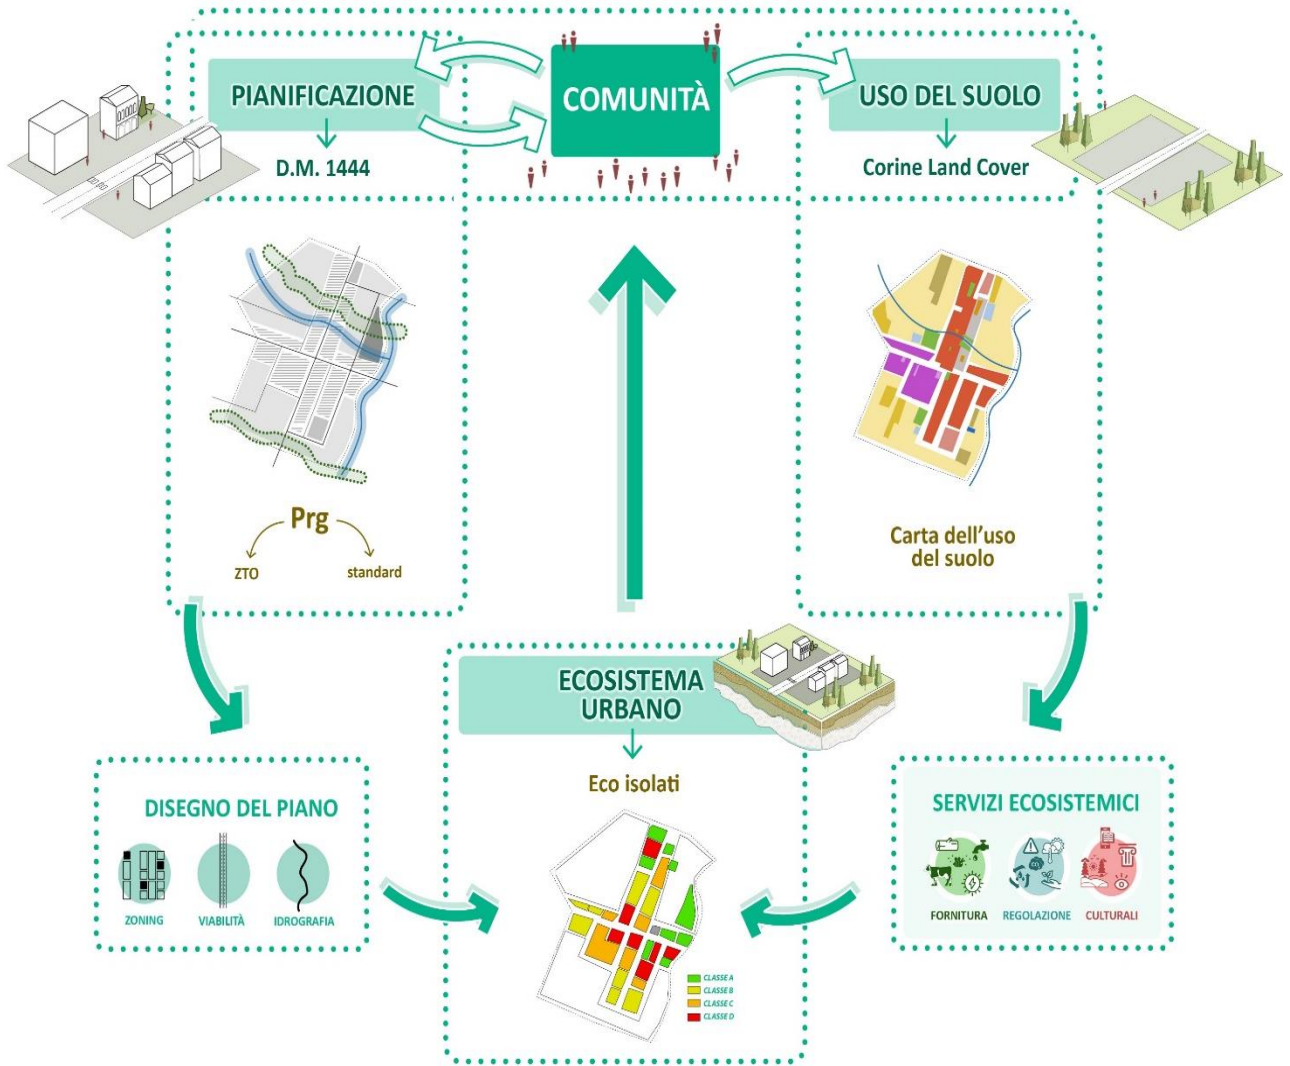 PIANIFICAZIONE
D.M. 1444
COMUNITÀ
USO DEL SUOLO
Corine Land Cover
Prg
ZTO
standard
Carta dell'uso
del suolo
ECOSISTEMA
URBANO
Eco isolati
CLASSE A
CLASSE B
CLASSE C
CLASSE D
DISEGNO DEL PIANO
ZONING
VIABILITÀ
IDROGRAFIA
SERVIZI ECOSISTEMICI
FORNITURA
REGOLAZIONE
CULTURALI